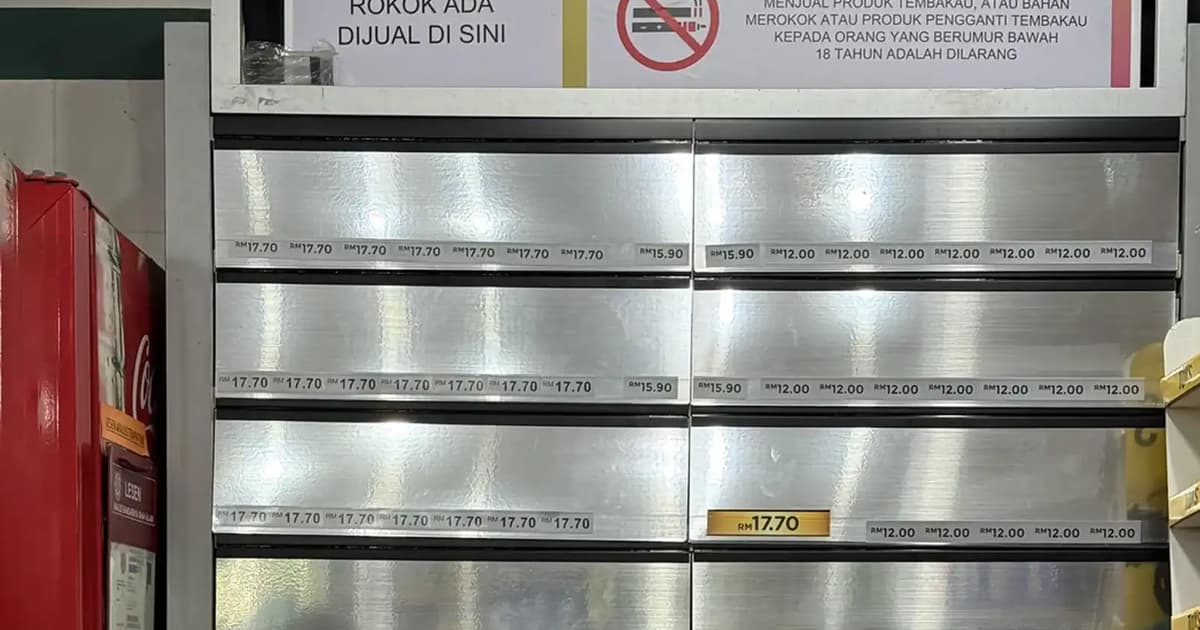 ROKOK ADA
DIJUAL DI SINI
MENJUAL PRODUK TEMBAKAU, ATAU BAHAN
MEROKOK ATAU PRODUK PENGGANTI TEMBAKAU
KEPADA ORANG YANG BERUMUR BAWAH
18 TAHUN ADALAH DILARANG
RM17.70 RM17.70 RM17.70 RM17.70 RM17.70 RM17.70 RM17.70 RM15.90
RM15.90 RM12.00 RM12.00 RM12.00 RM12.00 RM12.00 RM12.00 RM12.00
RM17.70 RM17.70 RM17.70 RM17.70 RM17.70 RM17.70 RM17.70 RM15.90
RM15.90 RM12.00 RM12.00 RM12.00 RM12.00 RM12.00 RM12.00 RM12.00
RM17.70 RM17.70 RM17.70 RM17.70 RM17.70 RM17.70 RM17.70
RM17.70 RM12.00 RM12.00 RM12.00 RM12.00 RM12.00
Co
LESEN